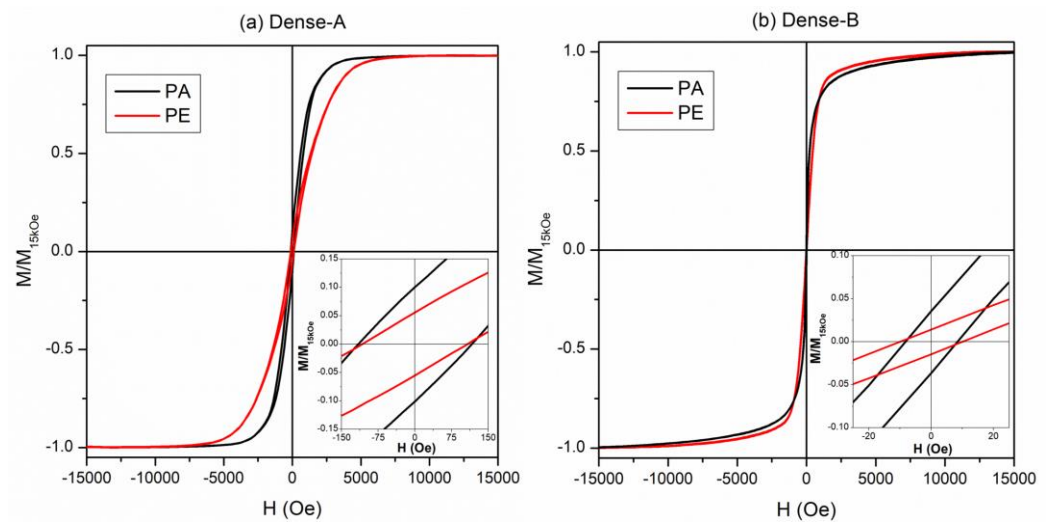 (a) Dense-A
1.0
0.5
0.0
-0.5
-1.0
M/M15kOe
PA
PE
0.15
0.10
0.05
0.00
-0.05
-0.10
-0.15
M/M15kOe
-150 -75 0 75 150
H (Oe)
-15000 -10000 -5000 0 5000 10000 15000
H (Oe)
(b) Dense-B
1.0
0.5
0.0
-0.5
-1.0
M/M15kOe
PA
PE
0.10
0.05
0.00
-0.05
-0.10
M/M15kOe
-20 0 20
H (Oe)
-15000 -10000 -5000 0 5000 10000 15000
H (Oe)